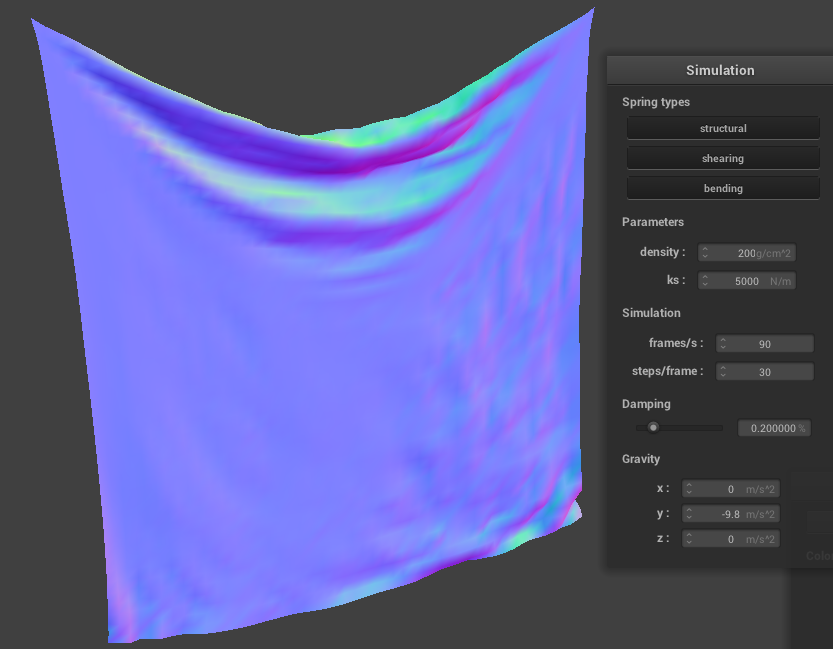 Simulation
Spring types
structural
shearing
bending
Parameters
density : 200 g/cm^2
ks : 5000 N/m
Simulation
frames/s : 90
steps/frame : 30
Damping
0.200000 %
Gravity
x : 0 m/s^2
y : -9.8 m/s^2
z : 0 m/s^2